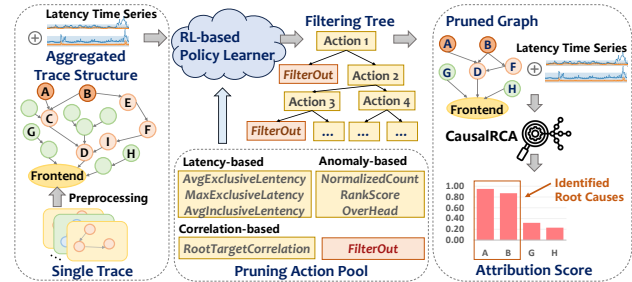 Latency Time Series
Aggregated
Trace Structure
A
B
E
C
F
G
D
I
H
Frontend
Preprocessing
Single Trace
RL-based
Policy Learner
Filtering Tree
Action 1
FilterOut
Action 2
Action 3
Action 4
FilterOut
...
...
...
Latency-based
AvgExclusiveLentency
MaxExclusiveLatency
AvgInclusiveLentency
Anomaly-based
NormalizedCount
RankScore
OverHead
Correlation-based
RootTargetCorrelation
FilterOut
Pruning Action Pool
Pruned Graph
A
B
Latency Time Series
G
D
F
H
Frontend
CausalRCA
1.00
0.80
0.60
0.40
0.20
0.00
Identified
Root Causes
A
B
G
H
Attribution Score